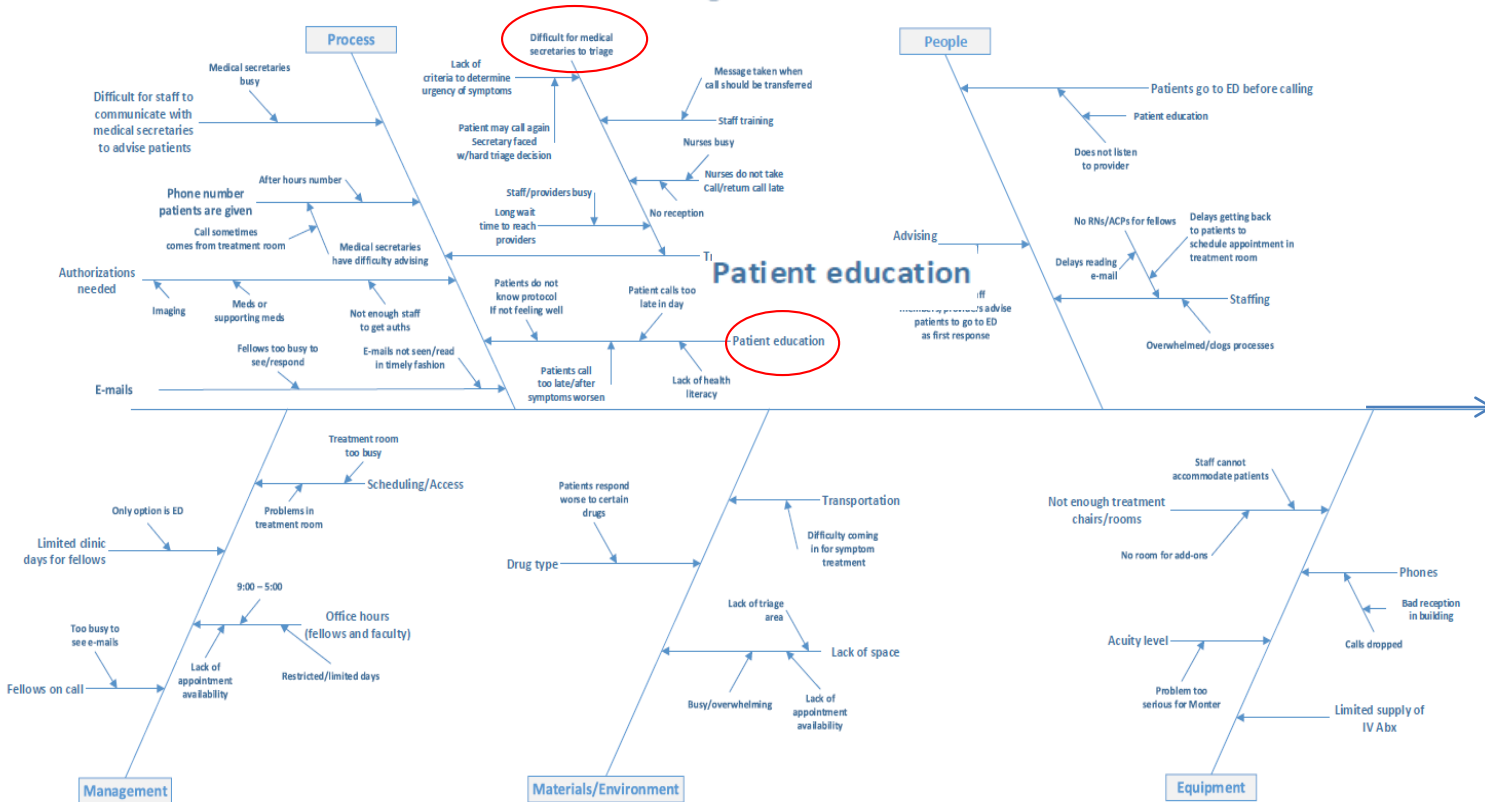 Process
Difficult for medical
secretaries to triage
People
Medical secretaries
busy
Difficult for staff to
communicate with
medical secretaries
to advise patients
Lack of
criteria to determine
urgency of symptoms
Message taken when
call should be transferred
Patient may call again
Secretary faced
w/hard triage decision
Staff training
Nurses busy
Nurses do not take
Call/return call late
No reception
Patients go to ED before calling
Patient education
Does not listen
to provider
After hours number
Phone number
patients are given
Call sometimes
comes from treatment room
Medical secretaries
have difficulty advising
Staff/providers busy
Long wait
time to reach
providers
Patient education
Advising
patients to go to ED
as first response
No RNs/ACPs for fellows
Delays getting back
to patients to
schedule appointment in
treatment room
Delays reading
e-mail
Staffing
Overwhelmed/clogs processes
Authorizations
needed
Imaging
Meds or
supporting meds
Not enough staff
to get auths
Patients do not
know protocol
If not feeling well
Patient calls too
late in day
Patient education
Patients call
too late/after
symptoms worsen
Lack of health
literacy
Fellows too busy to
see/respond
E-mails not seen/read
in timely fashion
E-mails
Treatment room
too busy
Scheduling/Access
Problems in
treatment room
Only option is ED
Limited clinic
days for fellows
9:00 – 5:00
Office hours
(fellows and faculty)
Lack of
appointment
availability
Restricted/limited days
Too busy to
see e-mails
Fellows on call
Management
Patients respond
worse to certain
drugs
Drug type
Transportation
Difficulty coming
in for symptom
treatment
Lack of triage
area
Lack of space
Busy/overwhelming
Lack of
appointment
availability
Materials/Environment
Staff cannot
accommodate patients
Not enough treatment
chairs/rooms
No room for add-ons
Phones
Bad reception
in building
Calls dropped
Acuity level
Problem too
serious for Monter
Limited supply of
IV Abx
Equipment